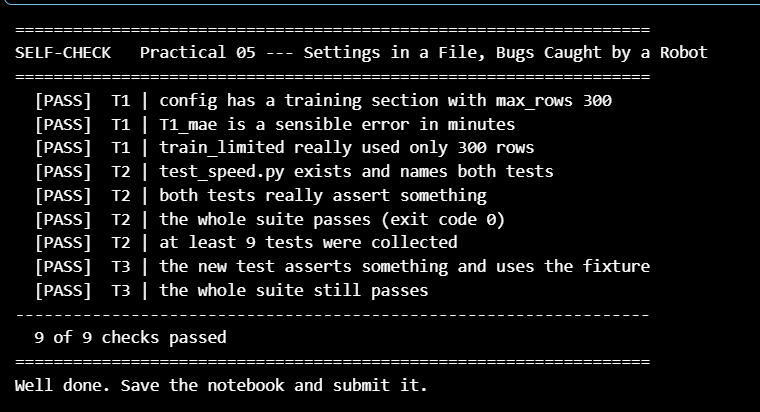 =================================================================
SELF-CHECK   Practical 05 --- Settings in a File, Bugs Caught by a Robot
=================================================================
  [PASS]  T1 | config has a training section with max_rows 300
  [PASS]  T1 | T1_mae is a sensible error in minutes
  [PASS]  T1 | train_limited really used only 300 rows
  [PASS]  T2 | test_speed.py exists and names both tests
  [PASS]  T2 | both tests really assert something
  [PASS]  T2 | the whole suite passes (exit code 0)
  [PASS]  T2 | at least 9 tests were collected
  [PASS]  T3 | the new test asserts something and uses the fixture
  [PASS]  T3 | the whole suite still passes
-----------------------------------------------------------------
  9 of 9 checks passed
=================================================================
Well done. Save the notebook and submit it.